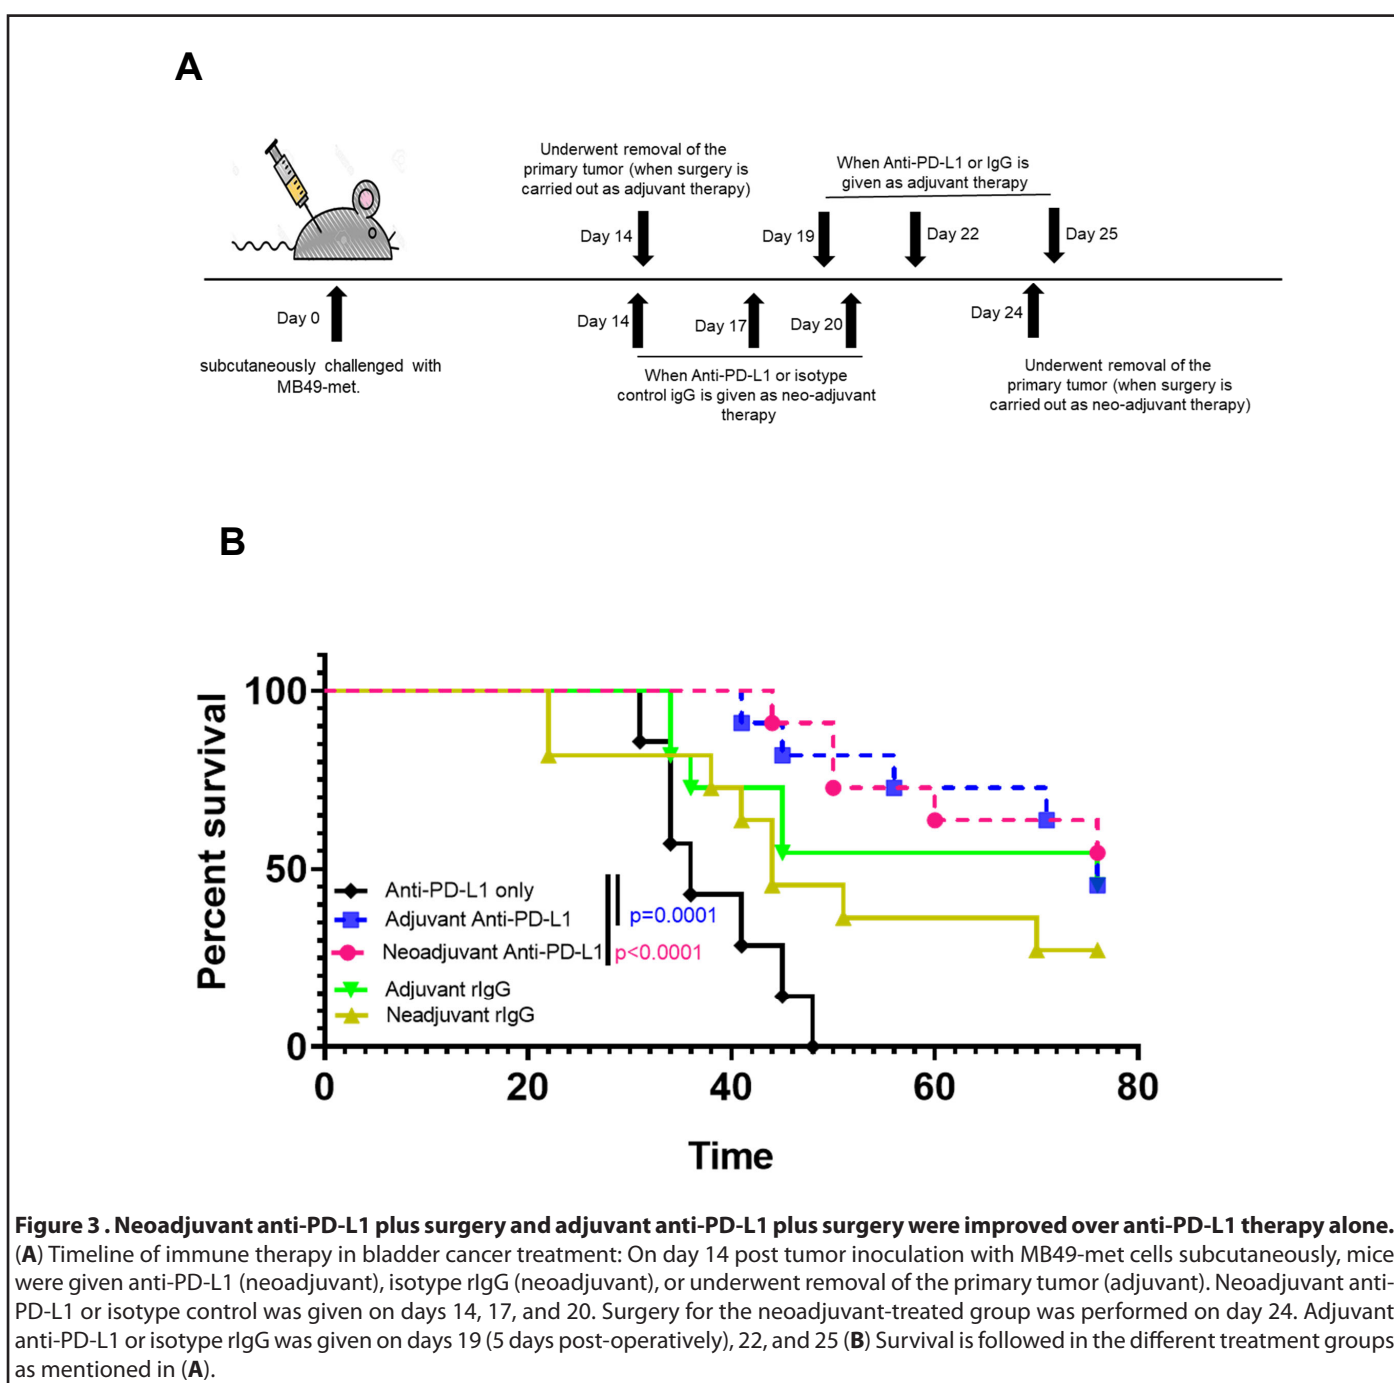 A
Underwent removal of the
primary tumor (when surgery is
carried out as adjuvant therapy)
When Anti-PD-L1 or IgG is
given as adjuvant therapy
Day 14
Day 19
Day 22
Day 25
Day 0
Day 14
Day 17
Day 20
Day 24
subcutaneously challenged with
MB49-met.
When Anti-PD-L1 or isotype
control igG is given as neo-adjuvant
therapy
Underwent removal of the
primary tumor (when surgery is
carried out as neo-adjuvant therapy)
B
Percent survival
100
50
0
Anti-PD-L1 only
Adjuvant Anti-PD-L1
p=0.0001
Neoadjuvant Anti-PD-L1
p<0.0001
Adjuvant rIgG
Neadjuvant rIgG
0 20 40 60 80
Time
Figure 3 . Neoadjuvant anti-PD-L1 plus surgery and adjuvant anti-PD-L1 plus surgery were improved over anti-PD-L1 therapy alone.
(A) Timeline of immune therapy in bladder cancer treatment: On day 14 post tumor inoculation with MB49-met cells subcutaneously, mice
were given anti-PD-L1 (neoadjuvant), isotype rIgG (neoadjuvant), or underwent removal of the primary tumor (adjuvant). Neoadjuvant anti-
PD-L1 or isotype control was given on days 14, 17, and 20. Surgery for the neoadjuvant-treated group was performed on day 24. Adjuvant
anti-PD-L1 or isotype rIgG was given on days 19 (5 days post-operatively), 22, and 25 (B) Survival is followed in the different treatment groups
as mentioned in (A).